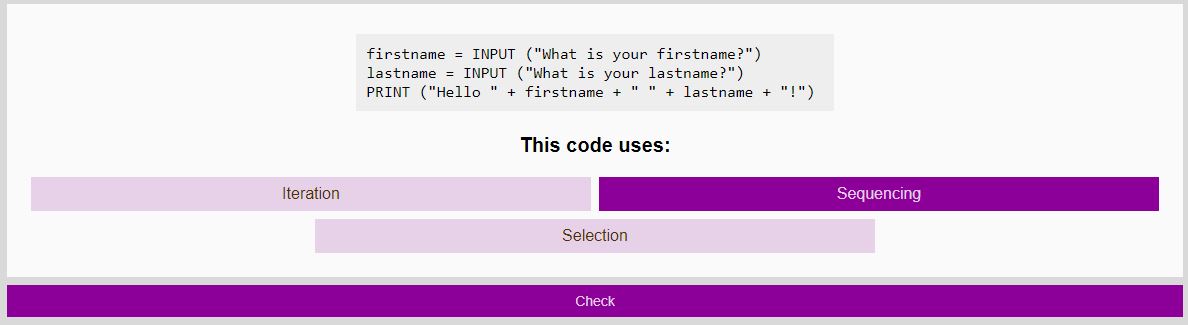 firstname = INPUT ("What is your firstname?")
lastname = INPUT ("What is your lastname?")
PRINT ("Hello " + firstname + " " + lastname + "!")
This code uses:
Iteration
Sequencing
Selection
Check